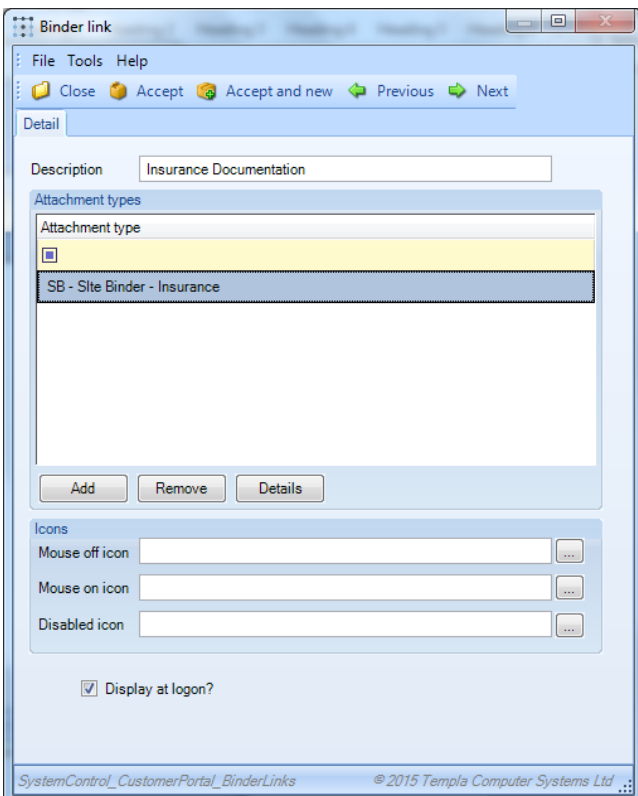 Binder link
File Tools Help
Close Accept Accept and new Previous Next
Detail
Description Insurance Documentation
Attachment types
Attachment type
SB - SIte Binder - Insurance
Add Remove Details
Icons
Mouse off icon ...
Mouse on icon ...
Disabled icon ...
Display at logon?
SystemControl_CustomerPortal_BinderLinks © 2015 Templa Computer Systems Ltd